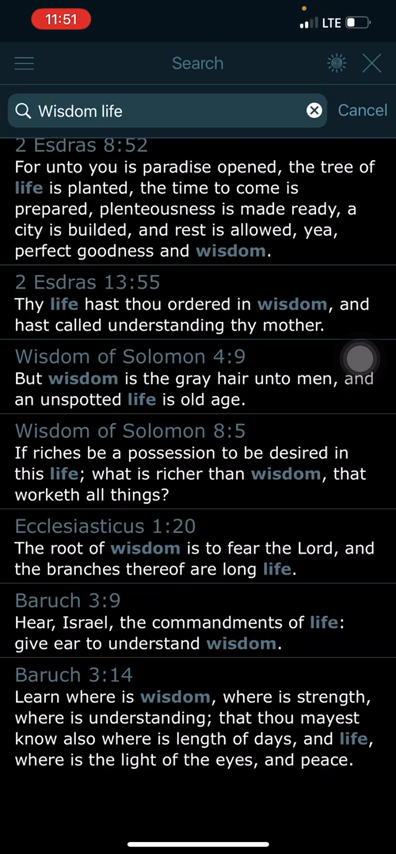 11:51
LTE
Search
Wisdom life
Cancel
2 Esdras 8:52
For unto you is paradise opened, the tree of
life is planted, the time to come is
prepared, plenteousness is made ready, a
city is builded, and rest is allowed, yea,
perfect goodness and wisdom.
2 Esdras 13:55
Thy life hast thou ordered in wisdom, and
hast called understanding thy mother.
Wisdom of Solomon 4:9
But wisdom is the gray hair unto men, and
an unspotted life is old age.
Wisdom of Solomon 8:5
If riches be a possession to be desired in
this life; what is richer than wisdom, that
worketh all things?
Ecclesiasticus 1:20
The root of wisdom is to fear the Lord, and
the branches thereof are long life.
Baruch 3:9
Hear, Israel, the commandments of life:
give ear to understand wisdom.
Baruch 3:14
Learn where is wisdom, where is strength,
where is understanding; that thou mayest
know also where is length of days, and life,
where is the light of the eyes, and peace.